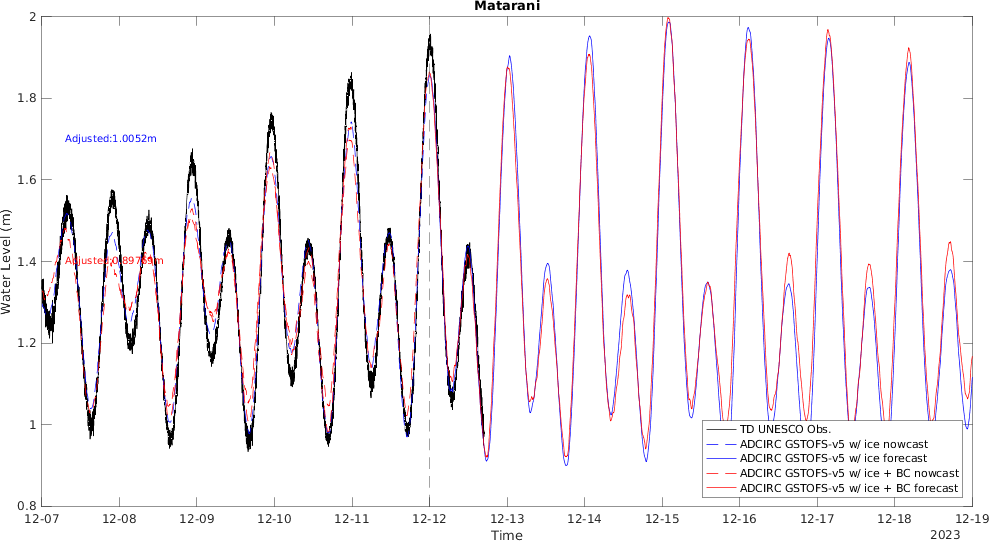 Matarani
Water Level (m)
2
1.8
1.6
1.4
1.2
1
0.8
Adjusted:1.0052m
TD UNESCO Obs.
ADCIRC GSTOFS-v5 w/ ice nowcast
ADCIRC GSTOFS-v5 w/ ice forecast
ADCIRC GSTOFS-v5 w/ ice + BC nowcast
ADCIRC GSTOFS-v5 w/ ice + BC forecast
12-07 12-08 12-09 12-10 12-11 12-12 12-13 12-14 12-15 12-16 12-17 12-18 12-19
Time
2023